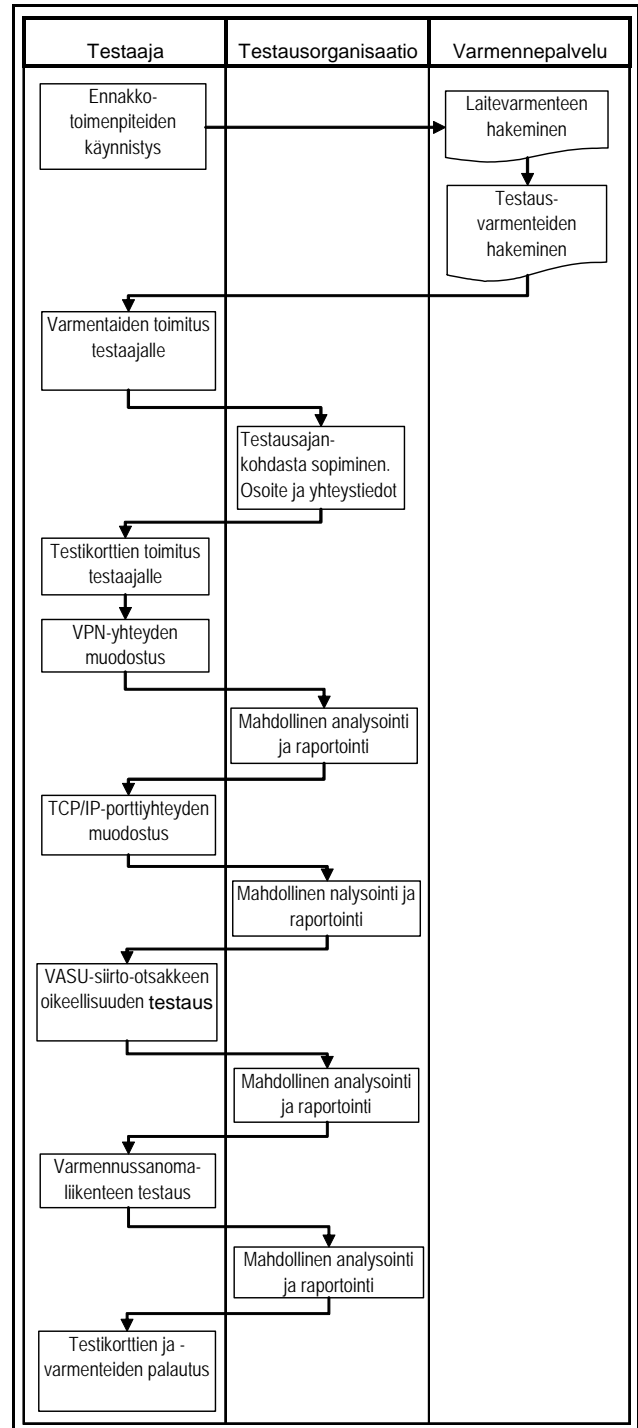 Testaaja
Testausorganisaatio
Varmennepalvelu
Ennakko-
toimenpiteiden
käynnistys
Laitevarmenteen
hakeminen
Testaus-
varmenteiden
hakeminen
Varmentaiden toimitus
testaajalle
Testausajan-
kohdasta sopiminen.
Osoite ja yhteystiedot
Testikorttien toimitus
testaajalle
VPN-yhteyden
muodostus
Mahdollinen analysointi
ja raportointi
TCP/IP-porttiyhteyden
muodostus
Mahdollinen nalysointi ja
raportointi
VASU-siirto-otsakkeen
oikeellisuuden testaus
Mahdollinen analysointi
ja raportointi
Varmennussanoma-
liikenteen testaus
Mahdollinen analysointi
ja raportointi
Testikorttien ja -
varmenteiden palautus